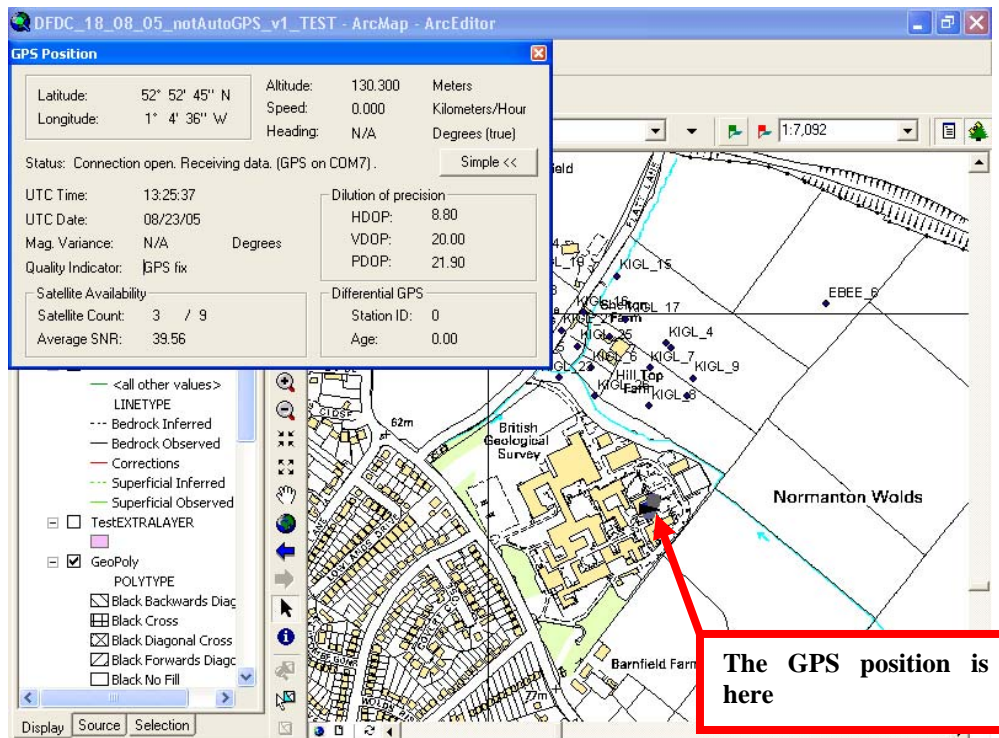 DFDC_18_08_05_notAutoGPS_v1_TEST - ArcMap - ArcEditor
GPS Position
Latitude: 52° 52' 45'' N
Longitude: 1° 4' 36'' W
Altitude: 130.300 Meters
Speed: 0.000 Kilometers/Hour
Heading: N/A Degrees (true)
Status: Connection open. Receiving data. (GPS on COM7).
Simple <<
UTC Time: 13:25:37
UTC Date: 08/23/05
Mag. Variance: N/A Degrees
Quality Indicator: GPS fix
Dilution of precision
HDOP: 8.80
VDOP: 20.00
PDOP: 21.90
Satellite Availability
Satellite Count: 3 / 9
Average SNR: 39.56
Differential GPS
Station ID: 0
Age: 0.00
1:7,092
<all other values>
LINETYPE
Bedrock Inferred
Bedrock Observed
Corrections
Superficial Inferred
Superficial Observed
TestEXTRALAYER
GeoPoly
POLYTYPE
Black Backwards Diag
Black Cross
Black Diagonal Cross
Black Forwards Diagc
Black No Fill
Display
Source
Selection
FLATTS LANE
KIGL_15
EBEE_6
KIGL_17
Farm
KIGL_4
KIGL_6
KIGL_7
KIGL_9
Hill Top
Farm
KIGL_8
62m
British
Geological
Survey
Normanton Wolds
Barnfield Farm
77m
The GPS position is
here